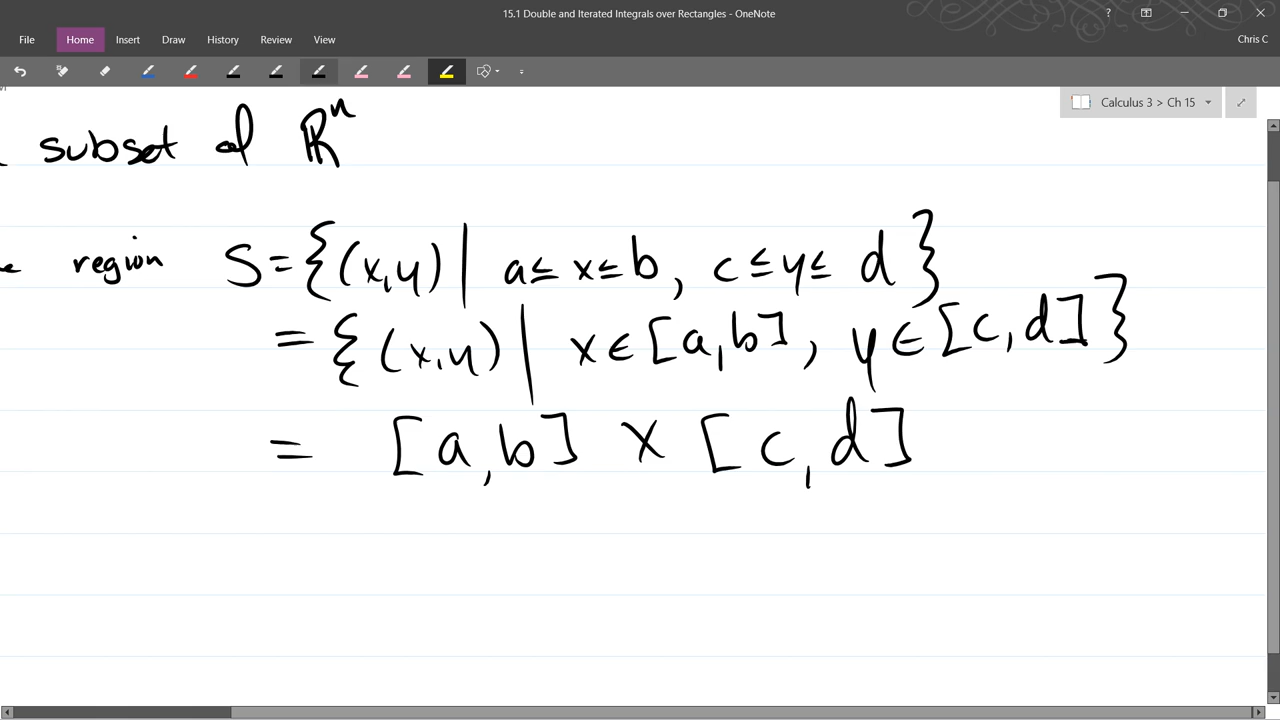 15.1 Double and Iterated Integrals over Rectangles - OneNote
File Home Insert Draw History Review View Chris C
Calculus 3 > Ch 15
subset of ℝⁿ
region S={(x,y)| a≤ x≤b, c≤y≤ d}
={(x,y)| x∈[a,b], y∈[c,d]}
= [a,b] × [c,d]